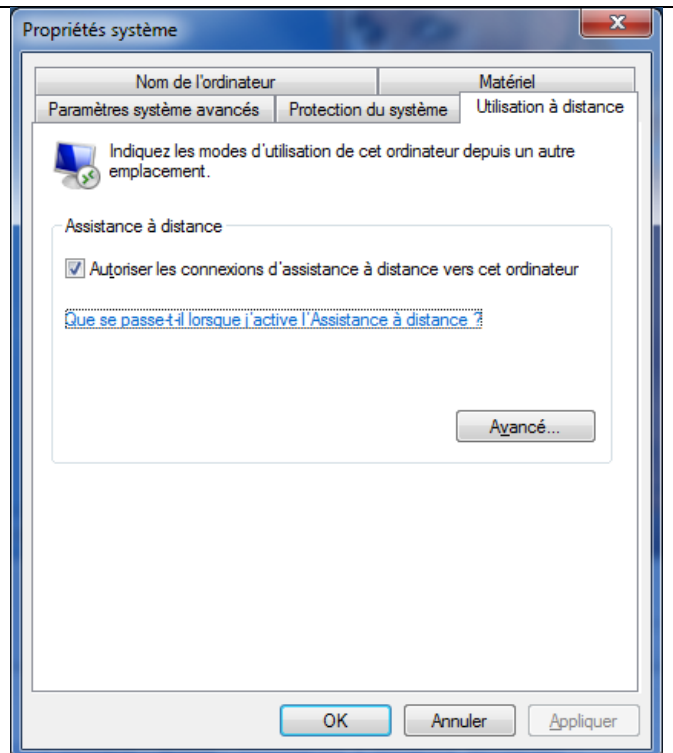 Propriétés système
Nom de l'ordinateur
Matériel
Paramètres système avancés
Protection du système
Utilisation à distance
Indiquez les modes d'utilisation de cet ordinateur depuis un autre
emplacement.
Assistance à distance
Autoriser les connexions d'assistance à distance vers cet ordinateur
Que se passe-t-il lorsque j'active l'Assistance à distance ?
Avancé...
OK
Annuler
Appliquer